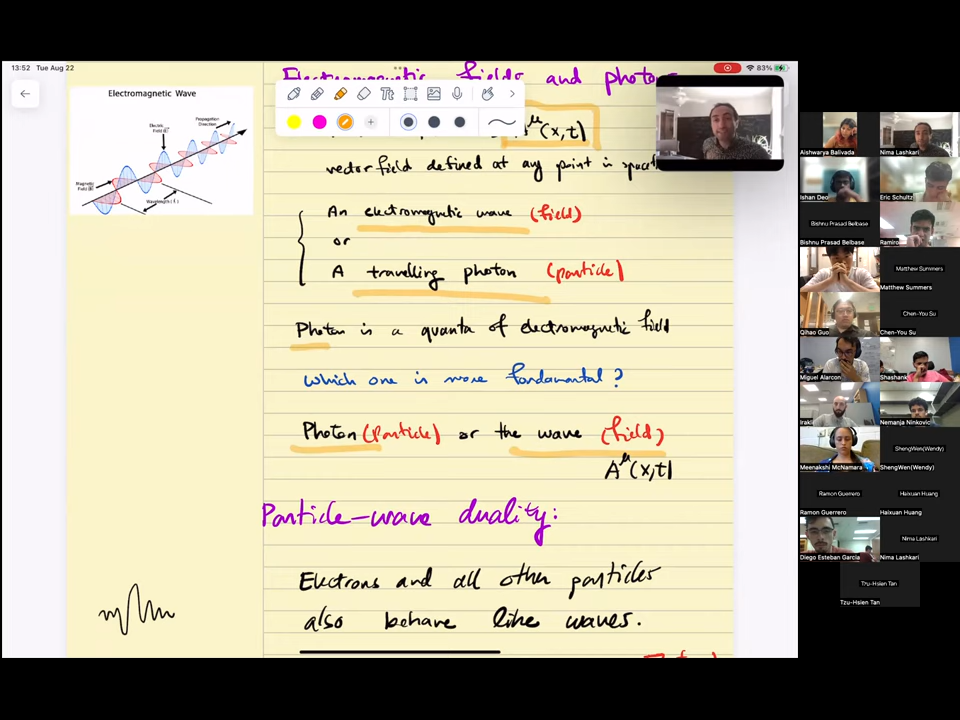 13:52 Tue Aug 22
83%
Electromagnetic Wave
Electric
Field
Propagation
Direction
Magnetic
Field
Wavelength
Electromagnetic fields and photons
Tt
A^μ(x,t)
vector field defined at any point in
{ An electromagnetic wave (field)
or
A travelling photon (particle)
Photon is a quanta of electromagnetic field
Which one is more fundamental?
Photon (particle) or the wave (field)
A^μ(x,t)
Particle-wave duality:
Electrons and all other particles
also behave like waves.
Aishwarya Balivada
Nima Lashkari
Ishan Deo
Eric Schultz
Bishnu Prasad Belbase
Bishnu Prasad Belbase
Ramiro
Matthew Summers
Matthew Summers
Qihao Guo
Chen-You Su
Chen-You Su
Miguel Alarcon
Shashank
Irakli
Nemanja Ninkovic
Meenakshi McNamara
ShengWen(Wendy)
ShengWen(Wendy)
Ramon Guerrero
Haixuan Huang
Ramon Guerrero
Haixuan Huang
Nima Lashkari
Diego Esteban Garcia
Nima Lashkari
Tzu-Hsien Tan
Tzu-Hsien Tan